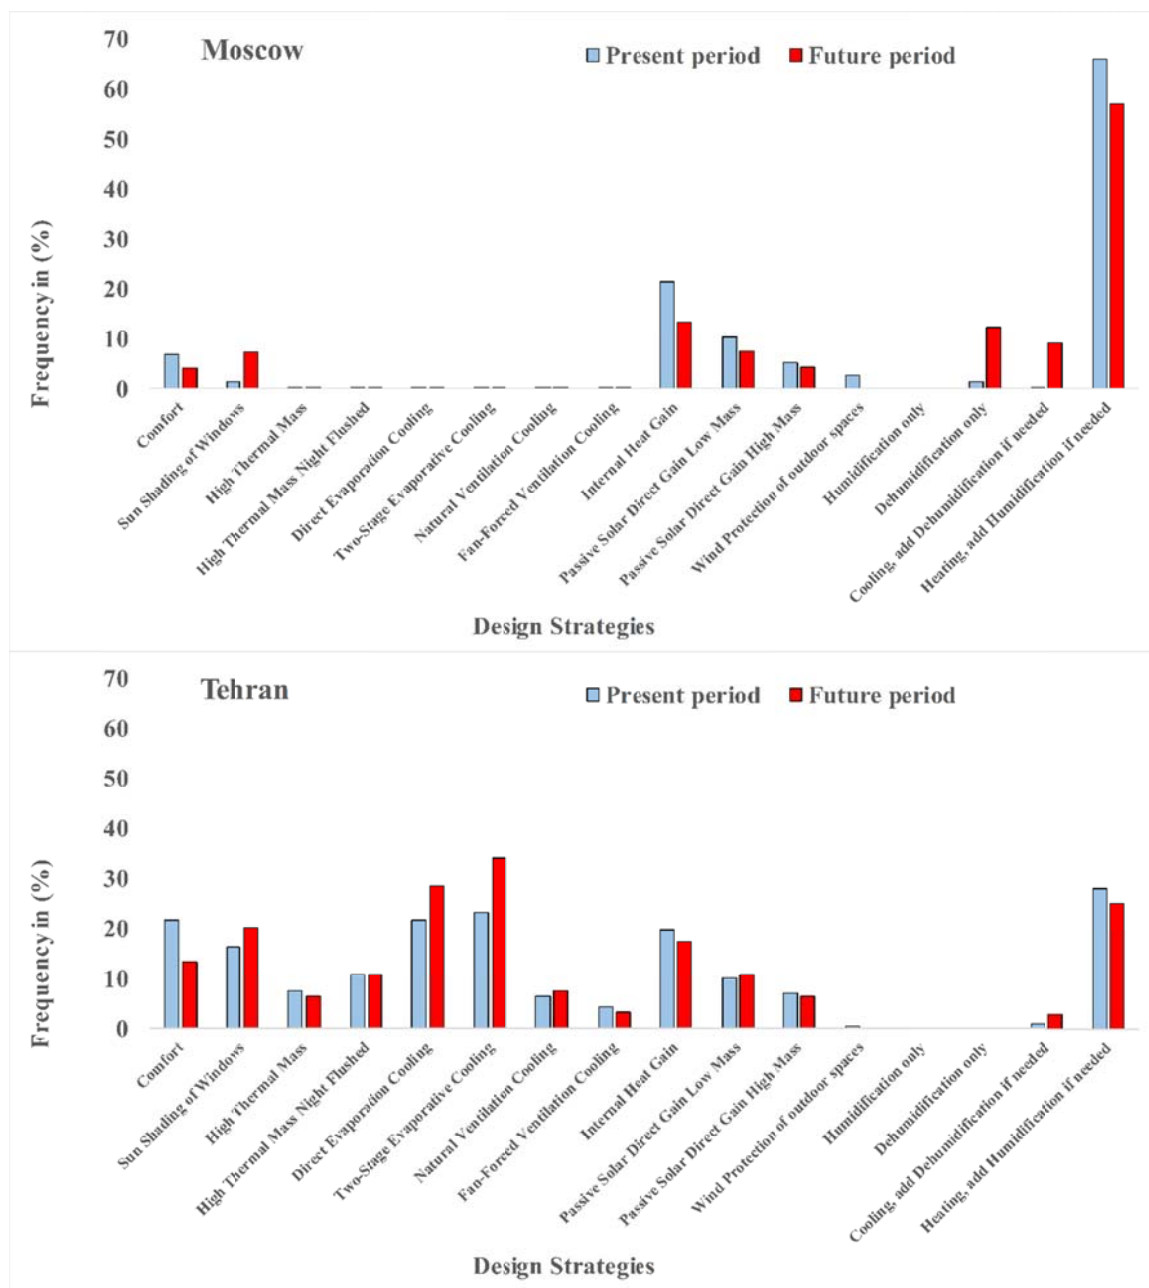 Moscow
Present period
Future period
70
60
50
40
30
20
10
0
Frequency in (%)
Comfort
Sun Shading of Windows
High Thermal Mass
High Thermal Mass Night Flushed
Direct Evaporation Cooling
Two-Stage Evaporative Cooling
Natural Ventilation Cooling
Fan-Forced Ventilation Cooling
Internal Heat Gain
Passive Solar Direct Gain Low Mass
Passive Solar Direct Gain High Mass
Wind Protection of outdoor spaces
Humidification only
Dehumidification only
Cooling, add Dehumidification if needed
Heating, add Humidification if needed
Design Strategies
Tehran
Present period
Future period
70
60
50
40
30
20
10
0
Frequency in (%)
Comfort
Sun Shading of Windows
High Thermal Mass
High Thermal Mass Night Flushed
Direct Evaporation Cooling
Two-Stage Evaporative Cooling
Natural Ventilation Cooling
Fan-Forced Ventilation Cooling
Internal Heat Gain
Passive Solar Direct Gain Low Mass
Passive Solar Direct Gain High Mass
Wind Protection of outdoor spaces
Humidification only
Dehumidification only
Cooling, add Dehumidification if needed
Heating, add Humidification if needed
Design Strategies